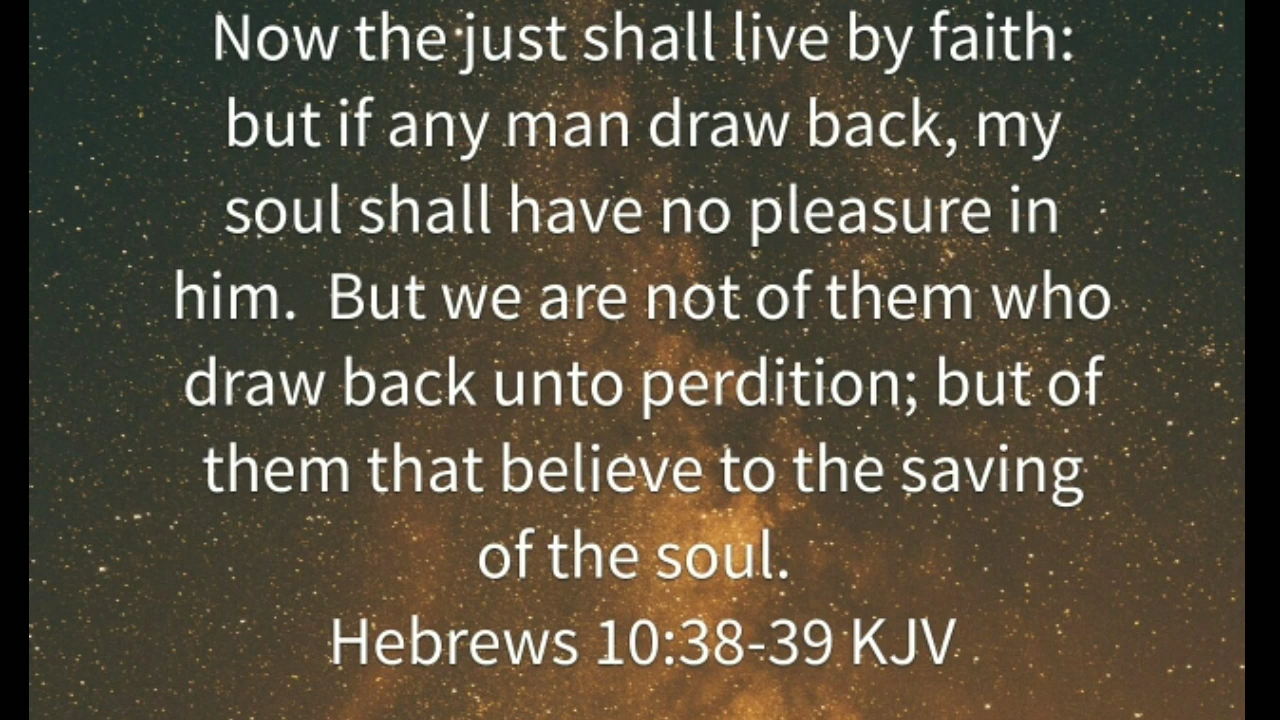 Now the just shall live by faith:
but if any man draw back, my
soul shall have no pleasure in
him.  But we are not of them who
draw back unto perdition; but of
them that believe to the saving
of the soul.
Hebrews 10:38-39 KJV